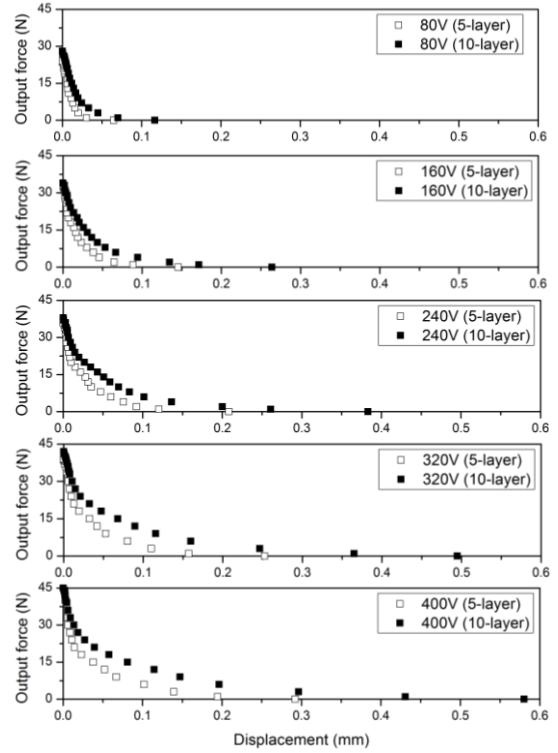 45
80V (5-layer)
30
80V (10-layer)
15
0
Output force (N)
0.0 0.1 0.2 0.3 0.4 0.5 0.6
45
160V (5-layer)
30
160V (10-layer)
15
0
Output force (N)
0.0 0.1 0.2 0.3 0.4 0.5 0.6
45
240V (5-layer)
30
240V (10-layer)
15
0
Output force (N)
0.0 0.1 0.2 0.3 0.4 0.5 0.6
45
320V (5-layer)
30
320V (10-layer)
15
0
Output force (N)
0.0 0.1 0.2 0.3 0.4 0.5 0.6
45
400V (5-layer)
30
400V (10-layer)
15
0
Output force (N)
0.0 0.1 0.2 0.3 0.4 0.5 0.6
Displacement (mm)